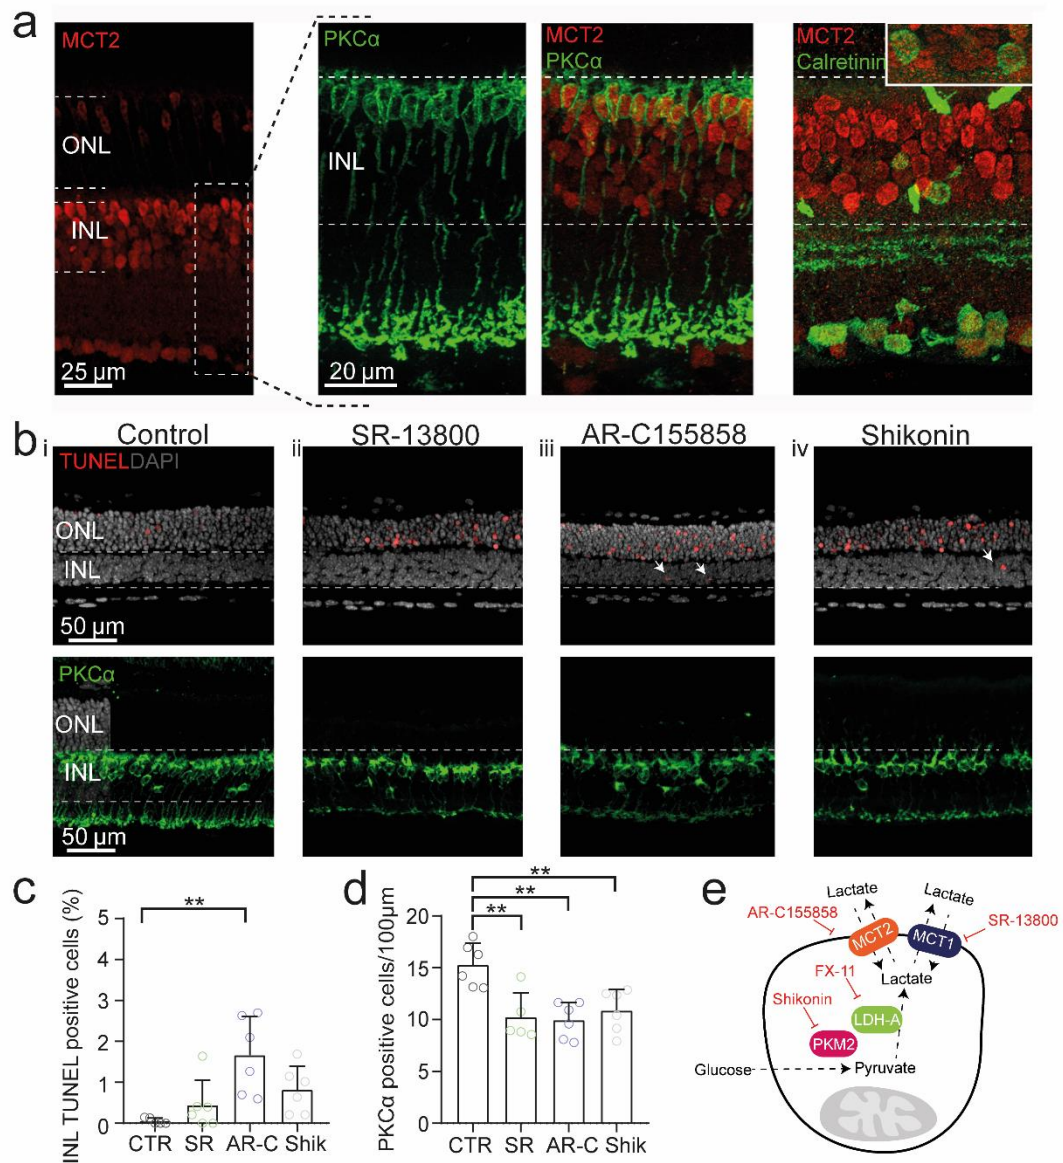 a
MCT2
ONL
INL
25 µm
PKCα
INL
20 µm
MCT2
PKCα
MCT2
Calretinin
b
Control
SR-13800
AR-C155858
Shikonin
i
ii
iii
iv
TUNELDAPI
ONL
INL
50 µm
PKCα
ONL
INL
50 µm
c
INL TUNEL positive cells (%)
5
4
3
2
1
0
**
CTR SR AR-C Shik
d
PKCα positive cells/100µm
20
15
10
5
0
**
**
**
CTR SR AR-C Shik
e
Lactate
Lactate
AR-C155858
SR-13800
MCT2
MCT1
FX-11
Lactate
Shikonin
LDH-A
PKM2
Glucose
Pyruvate